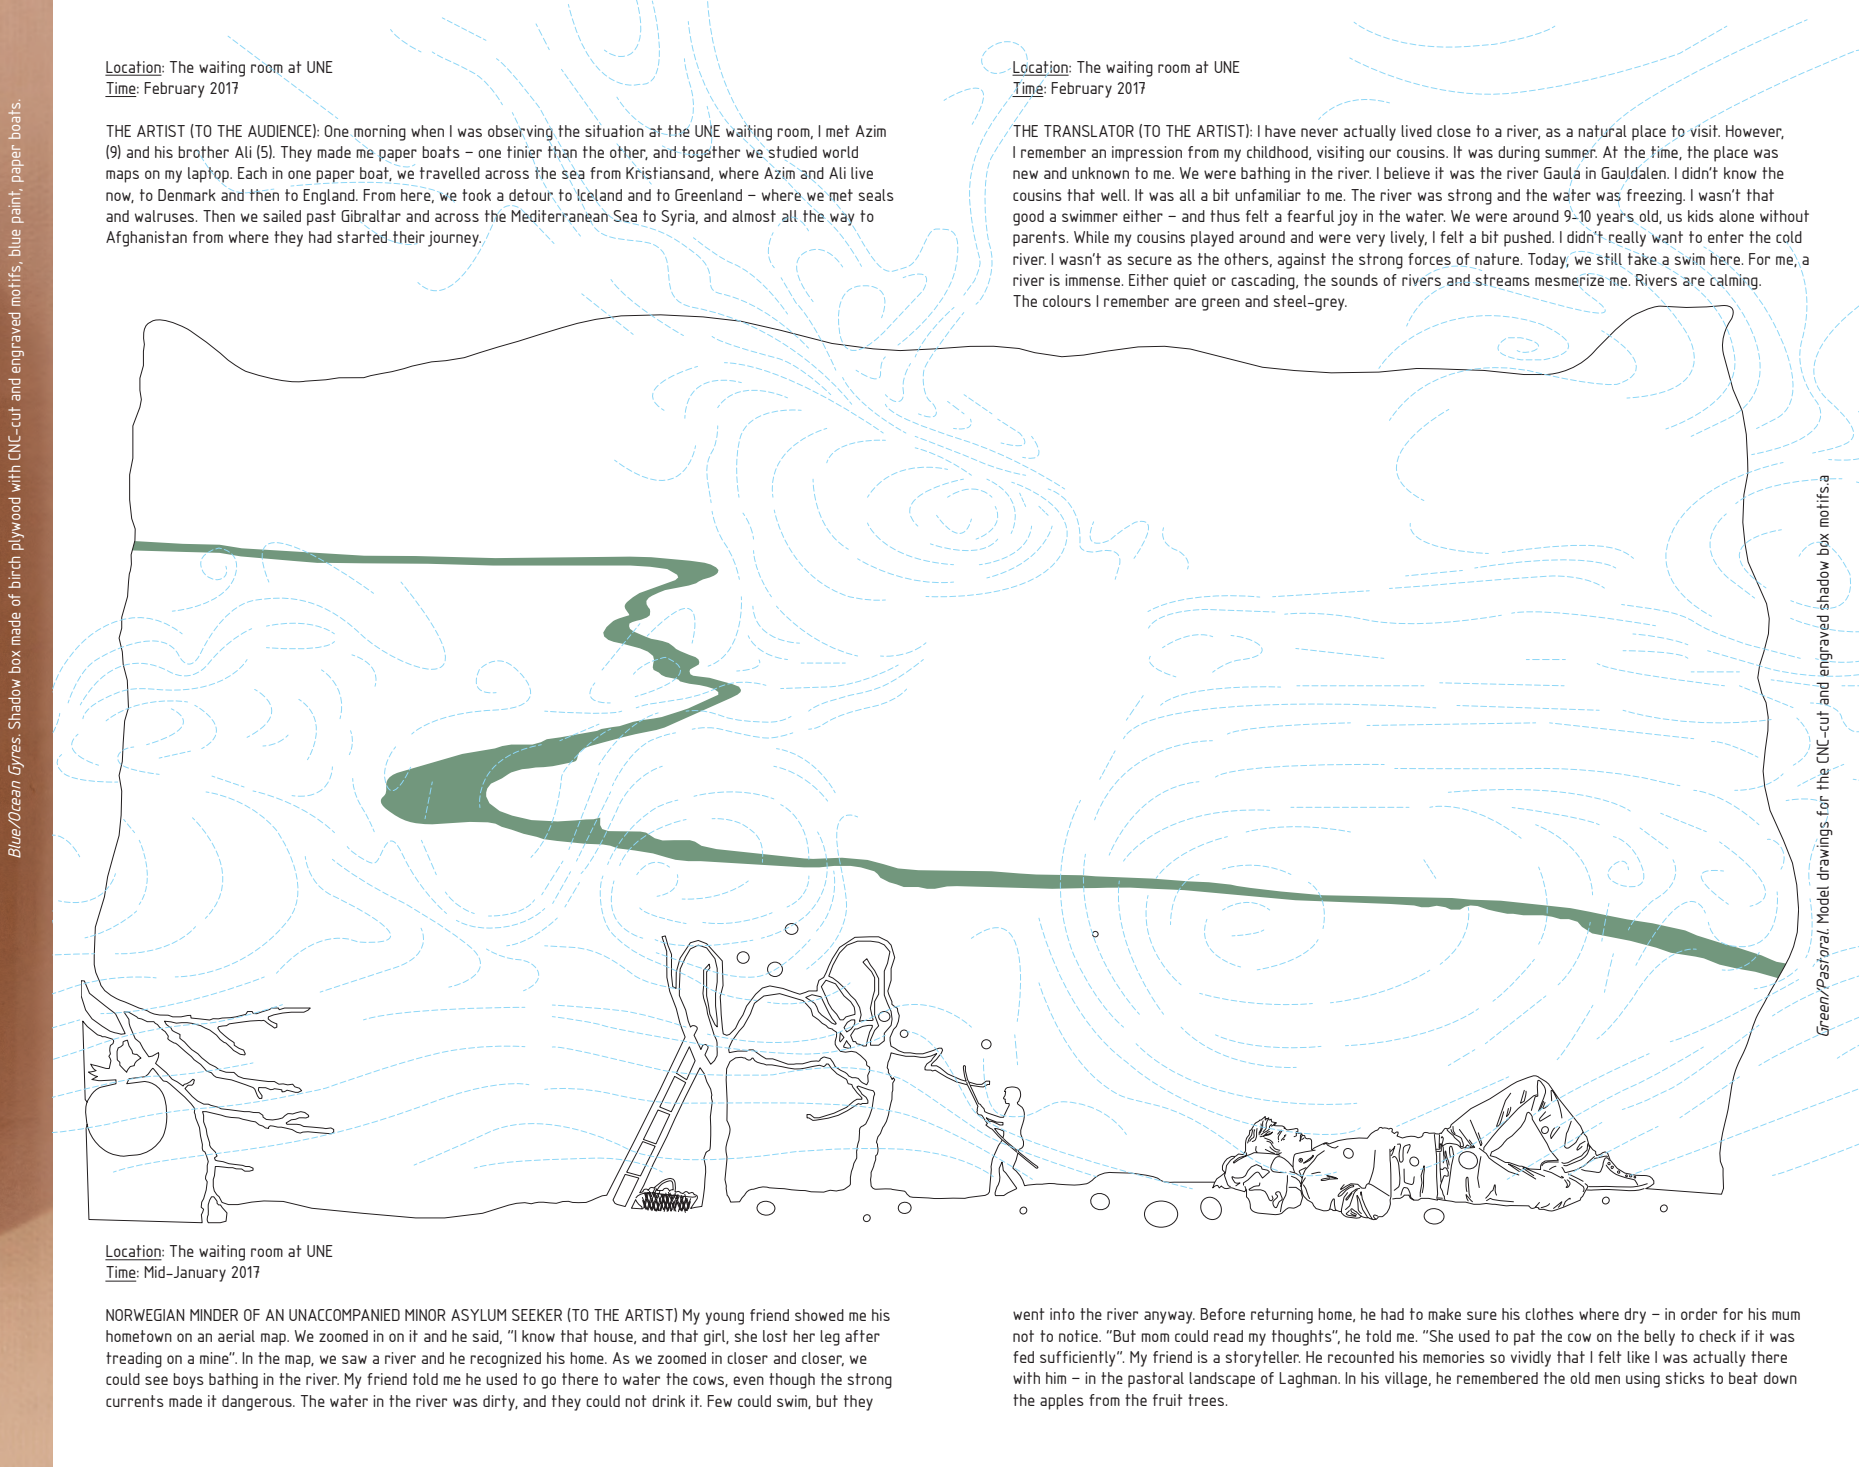 Blue/Ocean Gyres. Shadow box made of birch plywood with CNC-cut and engraved motifs, blue paint, paper boats.
Location: The waiting room at UNE
Time: February 2017
THE ARTIST (TO THE AUDIENCE): One morning when I was observing the situation at the UNE waiting room, I met Azim
(9) and his brother Ali (5). They made me paper boats – one tinier than the other, and together we studied world
maps on my laptop. Each in one paper boat, we travelled across the sea from Kristiansand, where Azim and Ali live
now, to Denmark and then to England. From here, we took a detour to Iceland and to Greenland – where we met seals
and walruses. Then we sailed past Gibraltar and across the Mediterranean Sea to Syria, and almost all the way to
Afghanistan from where they had started their journey.
Location: The waiting room at UNE
Time: February 2017
THE TRANSLATOR (TO THE ARTIST): I have never actually lived close to a river, as a natural place to visit. However,
I remember an impression from my childhood, visiting our cousins. It was during summer. At the time, the place was
new and unknown to me. We were bathing in the river. I believe it was the river Gaula in Gauldalen. I didn't know the
cousins that well. It was all a bit unfamiliar to me. The river was strong and the water was freezing. I wasn't that
good a swimmer either – and thus felt a fearful joy in the water. We were around 9-10 years old, us kids alone without
parents. While my cousins played around and were very lively, I felt a bit pushed. I didn't really want to enter the cold
river. I wasn't as secure as the others, against the strong forces of nature. Today, we still take a swim here. For me, a
river is immense. Either quiet or cascading, the sounds of rivers and streams mesmerize me. Rivers are calming.
The colours I remember are green and steel-grey.
Green/Pastoral. Model drawings for the CNC-cut and engraved shadow box motifs.a
Location: The waiting room at UNE
Time: Mid-January 2017
NORWEGIAN MINDER OF AN UNACCOMPANIED MINOR ASYLUM SEEKER (TO THE ARTIST) My young friend showed me his
hometown on an aerial map. We zoomed in on it and he said, "I know that house, and that girl, she lost her leg after
treading on a mine". In the map, we saw a river and he recognized his home. As we zoomed in closer and closer, we
could see boys bathing in the river. My friend told me he used to go there to water the cows, even though the strong
currents made it dangerous. The water in the river was dirty, and they could not drink it. Few could swim, but they
went into the river anyway. Before returning home, he had to make sure his clothes where dry – in order for his mum
not to notice. "But mom could read my thoughts", he told me. "She used to pat the cow on the belly to check if it was
fed sufficiently". My friend is a storyteller. He recounted his memories so vividly that I felt like I was actually there
with him – in the pastoral landscape of Laghman. In his village, he remembered the old men using sticks to beat down
the apples from the fruit trees.